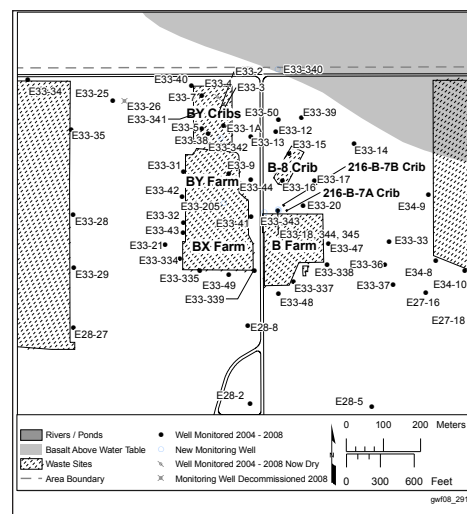 E33-2
E33-340
E33-34
E33-40
E33-4
E33-3
E33-25
E33-7
E33-26
E33-341
BY Cribs
E33-50
E33-39
E33-35
E33-5
E33-1A
E33-12
E33-38
E33-342
E33-13
E33-15
E33-14
B-8 Crib
E33-31
E33-9
216-B-7B Crib
BY Farm
E33-44
E33-16
E33-17
E33-42
216-B-7A Crib
E34-9
E33-205
E33-20
E33-28
E33-32
E33-41
E33-343
E33-43
E33-18, 344, 345
E33-21
BX Farm
B Farm
E33-47
E33-33
E33-334
E33-29
E33-335
E33-338
E33-36
E34-8
E33-49
E33-337
E33-37
E34-10
E33-339
E33-48
E27-16
E28-27
E28-8
E27-18
E28-2
E28-5
Rivers / Ponds
Basalt Above Water Table
Waste Sites
Area Boundary
Well Monitored 2004 - 2008
New Monitoring Well
Well Monitored 2004 - 2008 Now Dry
Monitoring Well Decommissioned 2008
N
0 100 200 Meters
0 300 600 Feet
gwf08_291